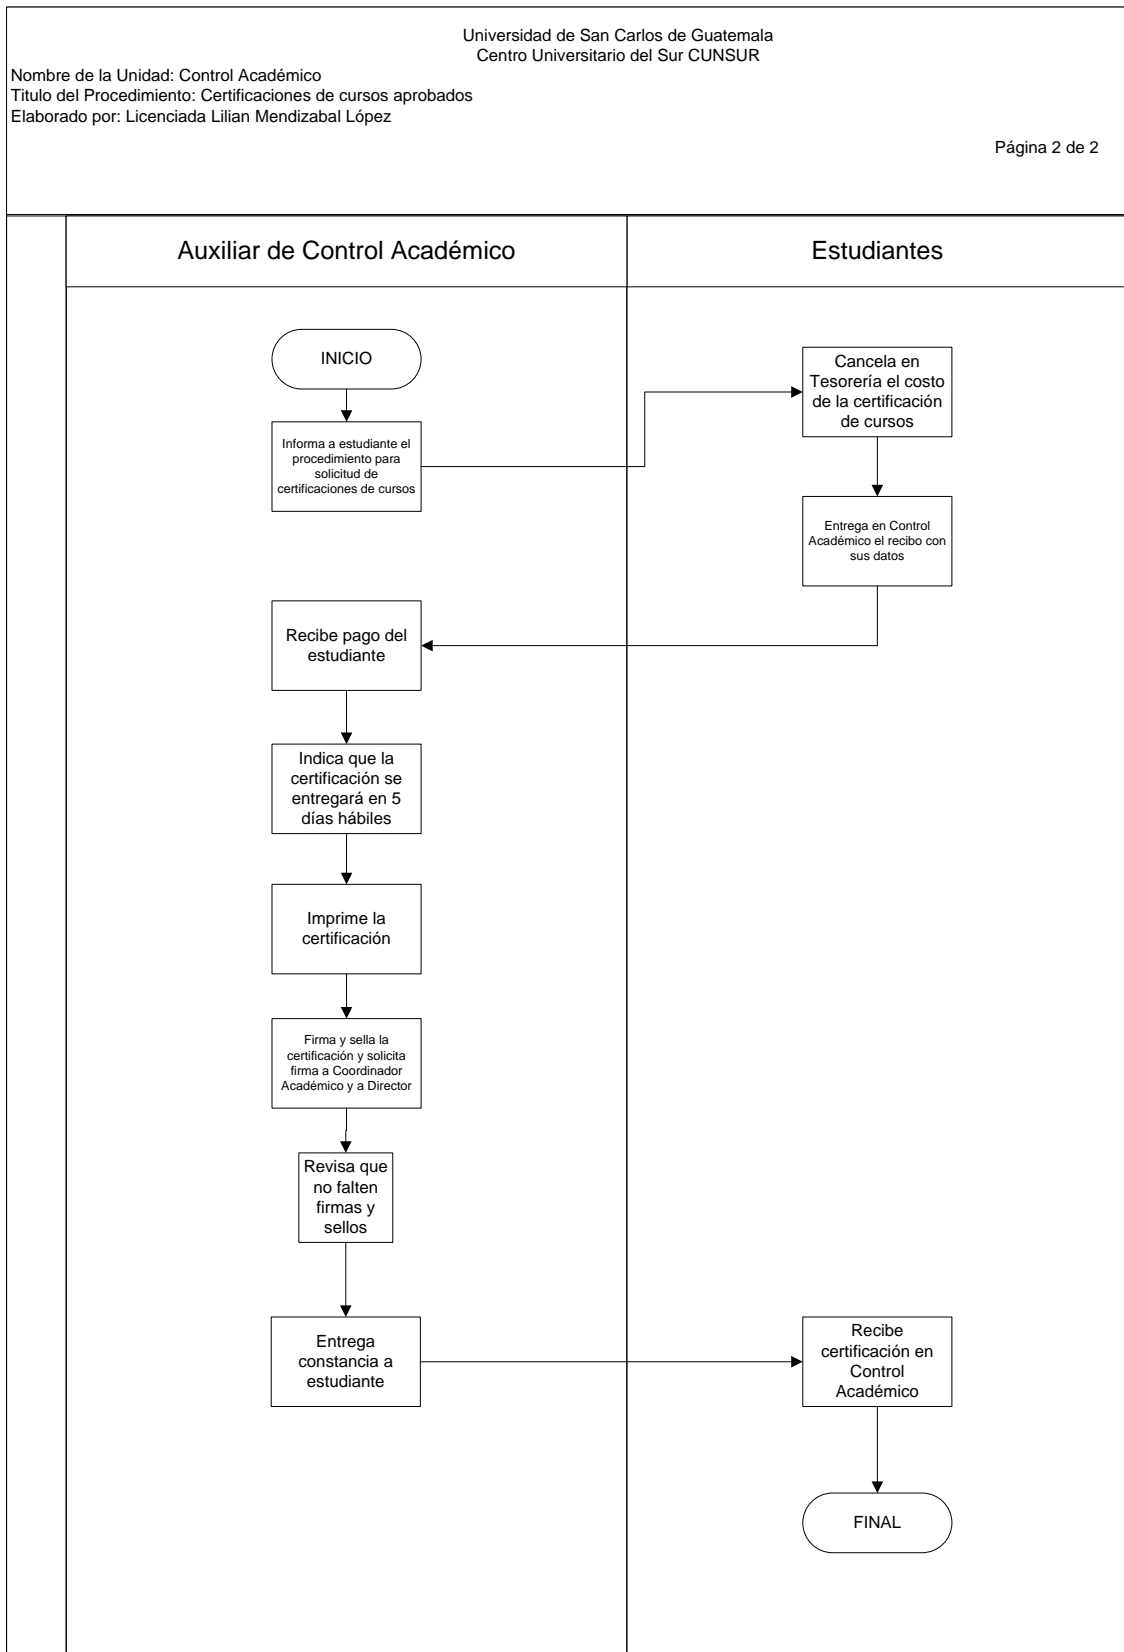 Universidad de San Carlos de Guatemala
Centro Universitario del Sur CUNSUR
Nombre de la Unidad: Control Académico
Titulo del Procedimiento: Certificaciones de cursos aprobados
Elaborado por: Licenciada Lilian Mendizabal López
Página 2 de 2
Auxiliar de Control Académico
Estudiantes
INICIO
Informa a estudiante el
procedimiento para
solicitud de
certificaciones de cursos
Cancela en
Tesorería el costo
de la certificación
de cursos
Entrega en Control
Académico el recibo con
sus datos
Recibe pago del
estudiante
Indica que la
certificación se
entregará en 5
días hábiles
Imprime la
certificación
Firma y sella la
certificación y solicita
firma a Coordinador
Académico y a Director
Revisa que
no falten
firmas y
sellos
Entrega
constancia a
estudiante
Recibe
certificación en
Control
Académico
FINAL